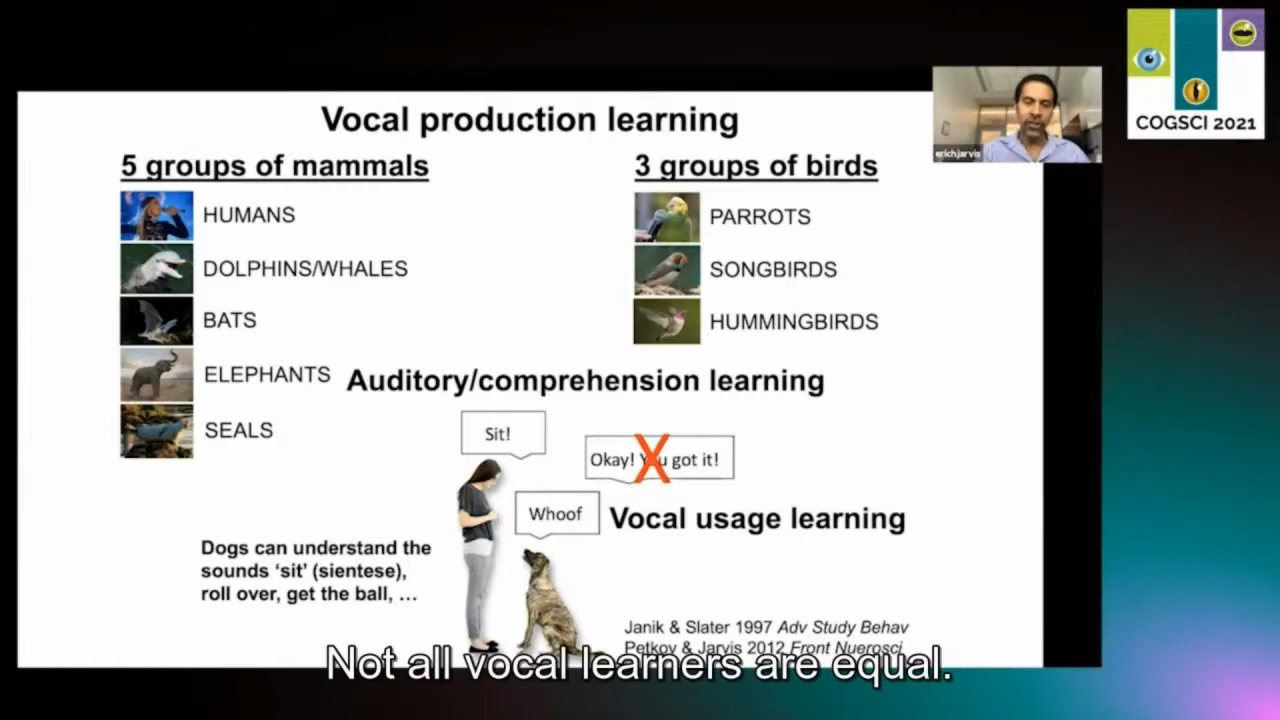 COGSCI 2021
erichjarvis
Vocal production learning
5 groups of mammals
HUMANS
DOLPHINS/WHALES
BATS
ELEPHANTS
SEALS
3 groups of birds
PARROTS
SONGBIRDS
HUMMINGBIRDS
Auditory/comprehension learning
Sit!
Okay! You got it!
X
Whoof
Vocal usage learning
Dogs can understand the
sounds ‘sit’ (sientese),
roll over, get the ball, …
Janik & Slater 1997 Adv Study Behav
Petkov & Jarvis 2012 Front Nuerosci
Not all vocal learners are equal.